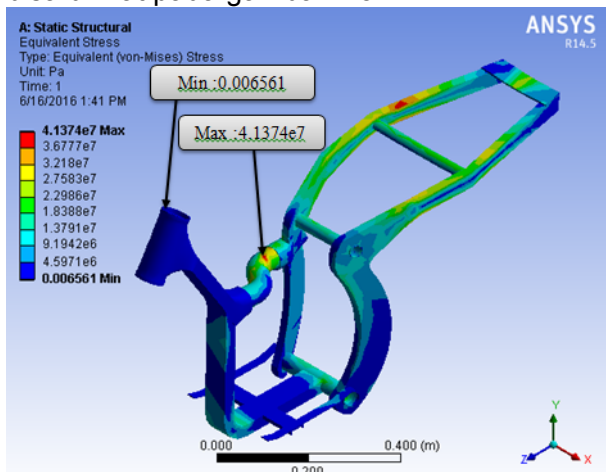 A: Static Structural
Equivalent Stress
Type: Equivalent (von-Mises) Stress
Unit: Pa
Time: 1
6/16/2016 1:41 PM
ANSYS
R14.5
Min :0.006561
Max :4.1374e7
4.1374e7 Max
3.6777e7
3.218e7
2.7583e7
2.2986e7
1.8388e7
1.3791e7
9.1942e6
4.5971e6
0.006561 Min
0.000
0.400 (m)
0.200
Y
Z
X